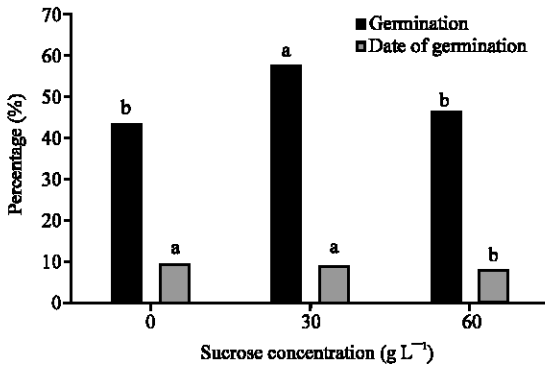 70
60
50
40
30
20
10
0
Percentage (%)
Germination
Date of germination
b
a
a
a
b
b
0
30
60
Sucrose concentration (g L⁻¹)